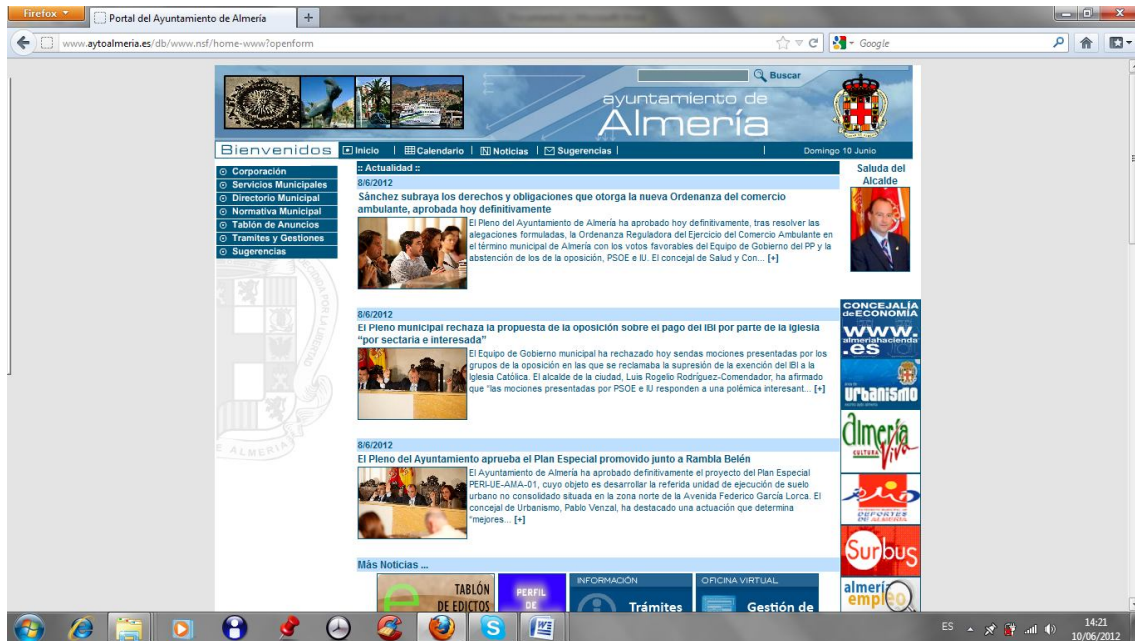 Firefox
Portal del Ayuntamiento de Almería
www.aytoalmeria.es/db/www.nsf/home-www?openform
Google
Buscar
ayuntamiento de
Almería
Bienvenidos
Inicio | Calendario | Noticias | Sugerencias |
Domingo 10 Junio
Corporación
Servicios Municipales
Directorio Municipal
Normativa Municipal
Tablón de Anuncios
Tramites y Gestiones
Sugerencias
:: Actualidad ::
8/6/2012
Sánchez subraya los derechos y obligaciones que otorga la nueva Ordenanza del comercio
ambulante, aprobada hoy definitivamente
El Pleno del Ayuntamiento de Almería ha aprobado hoy definitivamente, tras resolver las
alegaciones formuladas, la Ordenanza Reguladora del Ejercicio del Comercio Ambulante en
el término municipal de Almería con los votos favorables del Equipo de Gobierno del PP y la
abstención de los de la oposición, PSOE e IU. El concejal de Salud y Con... [+]
8/6/2012
El Pleno municipal rechaza la propuesta de la oposición sobre el pago del IBI por parte de la Iglesia
“por sectaria e interesada”
El Equipo de Gobierno municipal ha rechazado hoy sendas mociones presentadas por los
grupos de la oposición en las que se reclamaba la supresión de la exención del IBI a la
Iglesia Católica. El alcalde de la ciudad, Luis Rogelio Rodríguez-Comendador, ha afirmado
que “las mociones presentadas por PSOE e IU responden a una polémica interesant... [+]
8/6/2012
El Pleno del Ayuntamiento aprueba el Plan Especial promovido junto a Rambla Belén
El Ayuntamiento de Almería ha aprobado definitivamente el proyecto del Plan Especial
PERI-UE-AMA-01, cuyo objeto es desarrollar la referida unidad de ejecución de suelo
urbano no consolidado situada en la zona norte de la Avenida Federico García Lorca. El
concejal de Urbanismo, Pablo Venzal, ha destacado una actuación que determina
“mejores... [+]
Más Noticias ...
TABLÓN
DE EDICTOS
PERFIL
DE
INFORMACIÓN
Trámites
OFICINA VIRTUAL
Gestión de
Saluda del
Alcalde
CONCEJALÍA
de ECONOMÍA
www.
almeriahacienda
.es
urbanismo
almería
CULTURA Viva
DEPORTES
DE ALMERIA
Surbus
almería
empleo
ES
14:21
10/06/2012